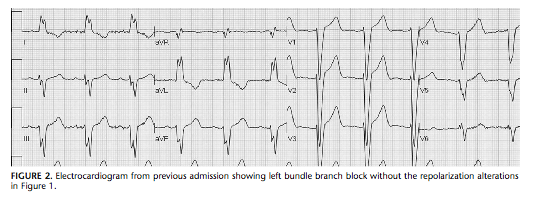 I aVR V1 V4
II aVL V2 V5
III aVF V3 V6
FIGURE 2. Electrocardiogram from previous admission showing left bundle branch block without the repolarization alterations
in Figure 1.